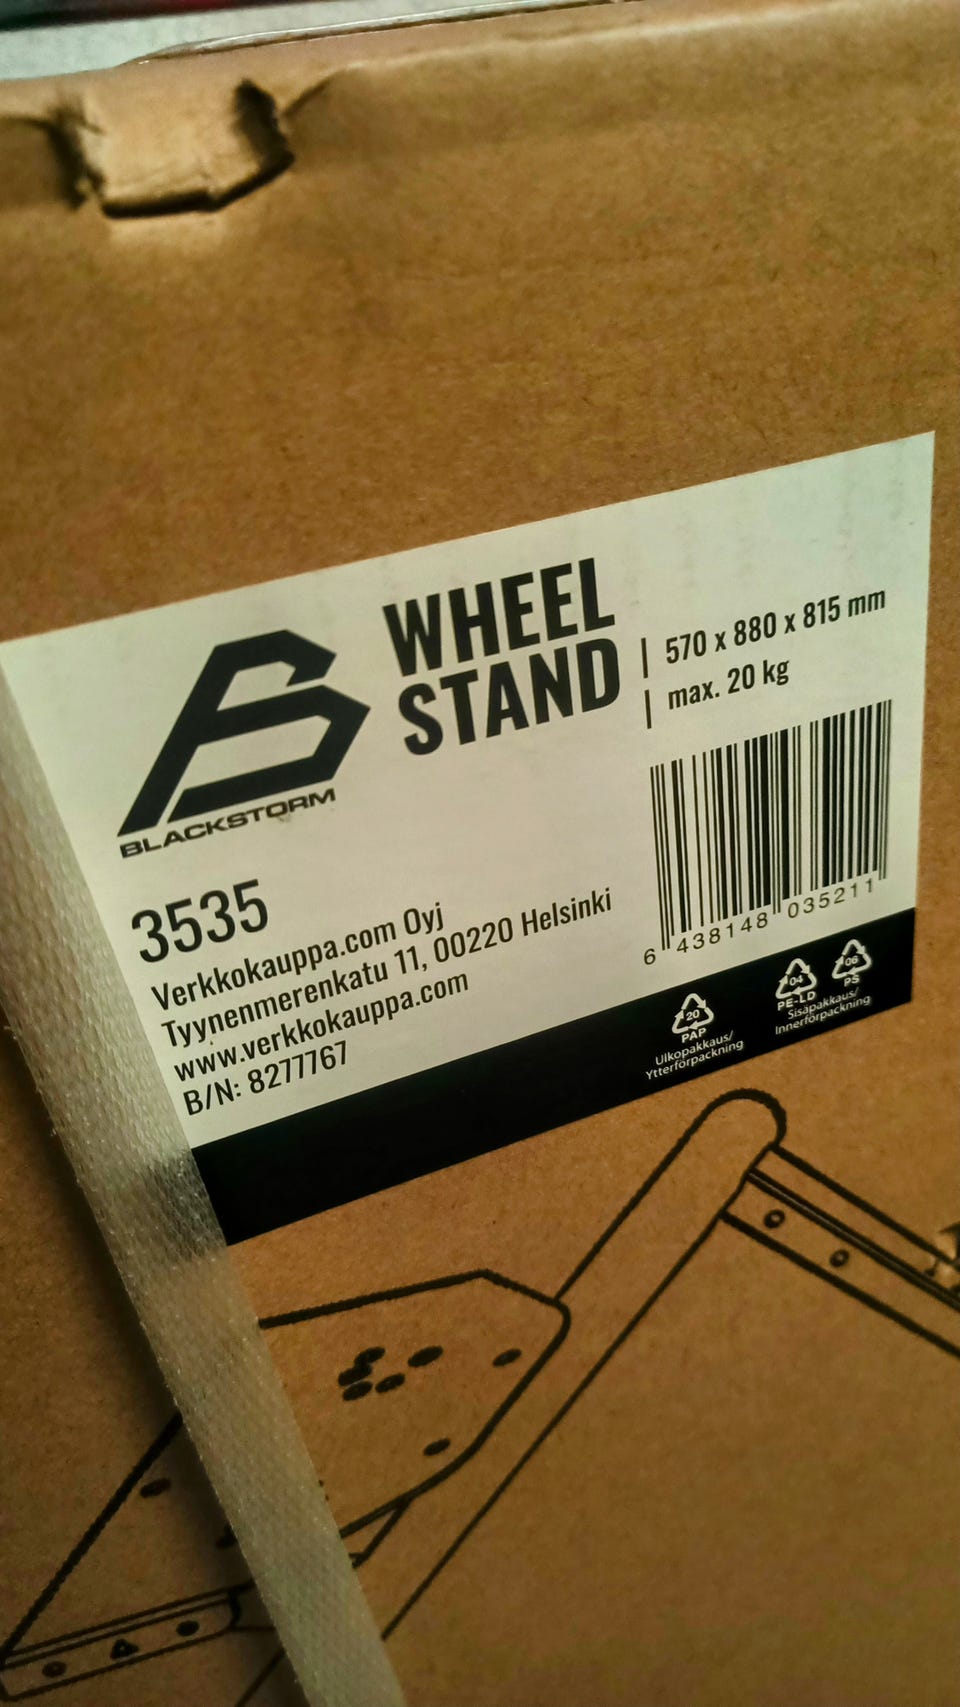 WHEEL
STAND
570 x 880 x 815 mm
max. 20 kg
BLACKSTORM
3535
Verkkokauppa.com Oyj
Tyynenmerenkatu 11, 00220 Helsinki
www.verkkokauppa.com
B/N: 8277767
6 438148 035211
20
PAP
Ulkopakkaus/
Ytterförpackning
04 06
PE-LD PS
Sisäpakkaus/
Innerförpackning